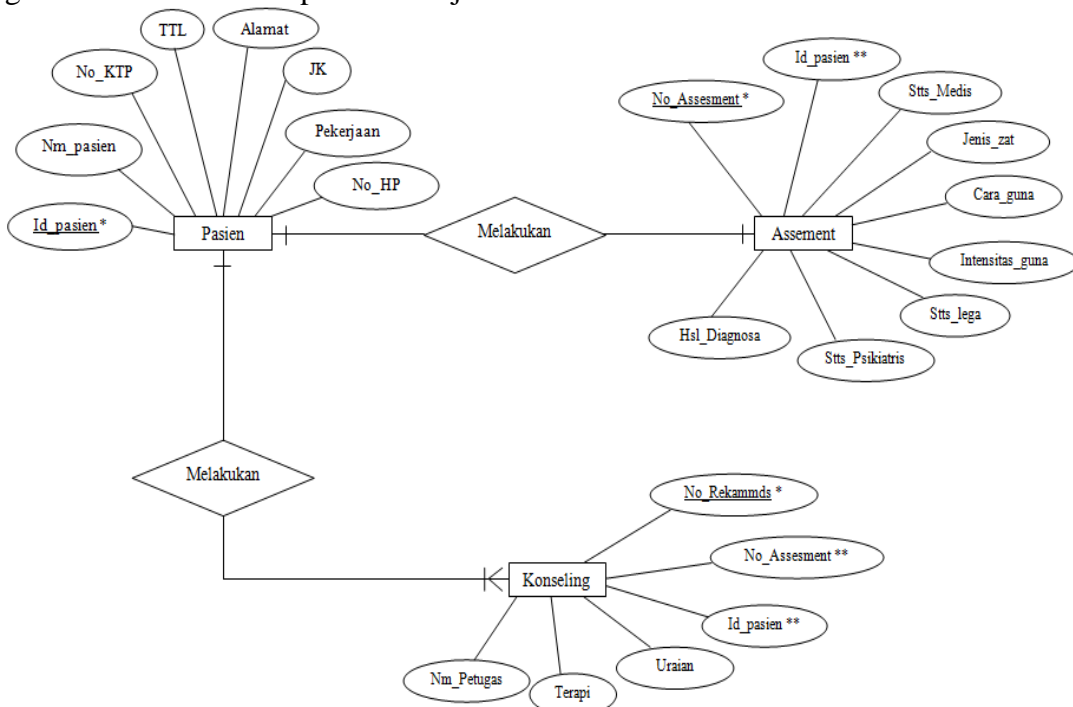 TTL
Alamat
No_KTP
JK
Nm_pasien
Pekerjaan
No_HP
Id_pasien *
Pasien
Melakukan
Id_pasien **
No_Assesment *
Stts_Medis
Jenis_zat
Cara_guna
Assement
Intensitas_guna
Stts_lega
Hsl_Diagnosa
Stts_Psikiatris
Melakukan
No_Rekammds *
No_Assesment **
Konseling
Id_pasien **
Uraian
Nm_Petugas
Terapi